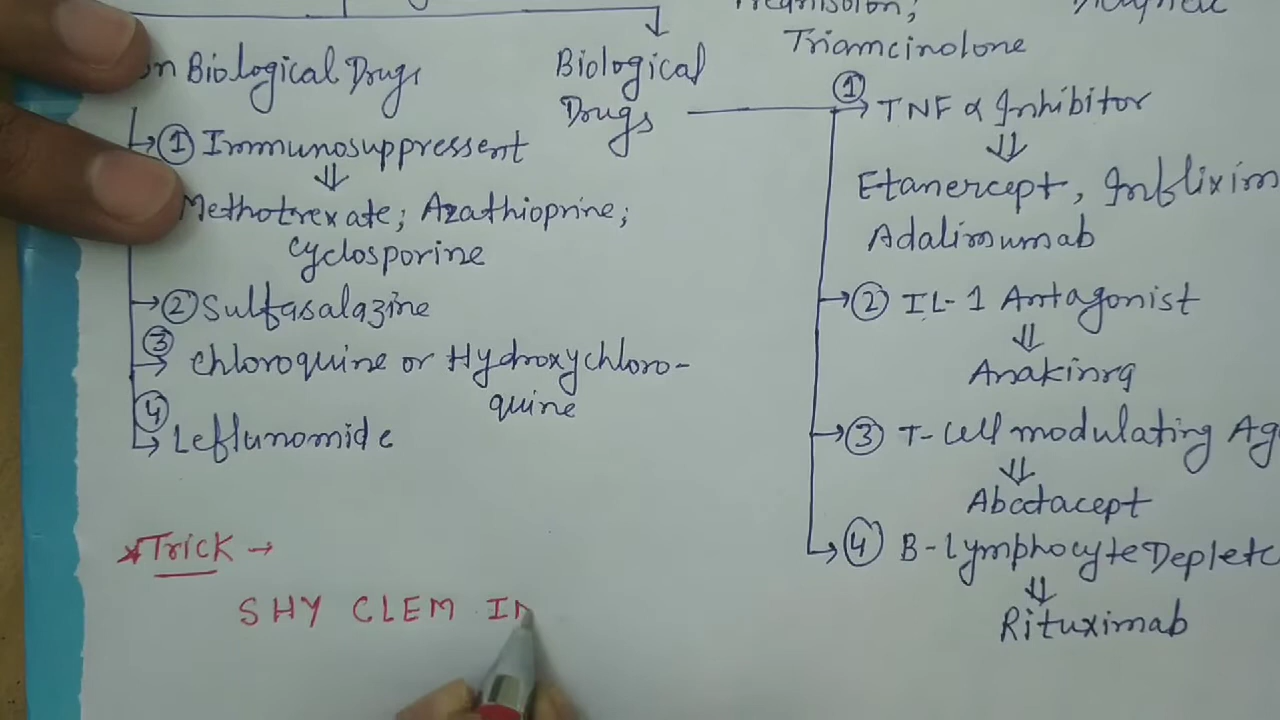 Triamcinolone
Biological Drugs
Biological
Drugs
① TNF α Inhibitor
① Immunosuppressent
Etanercept, Inflixim
Methotrexate; Azathioprine;
Adalimumab
cyclosporine
② Sulfasalazine
② IL-1 Antagonist
③ chloroquine or Hydroxychloro-
quine
Anakinra
④ Leflunomide
③ T-cell modulating Ag
Abatacept
*Trick →
④ B-Lymphocyte Deplet
SHY CLEM IN
Rituximab